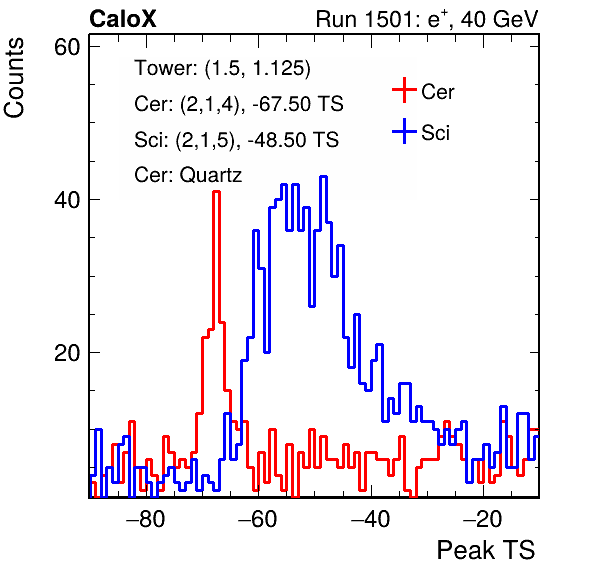 CaloX Run 1501: e+, 40 GeV
Counts
60
40
20
Tower: (1.5, 1.125)
Cer: (2,1,4), -67.50 TS
Sci: (2,1,5), -48.50 TS
Cer: Quartz
Cer
Sci
−80 −60 −40 −20
Peak TS